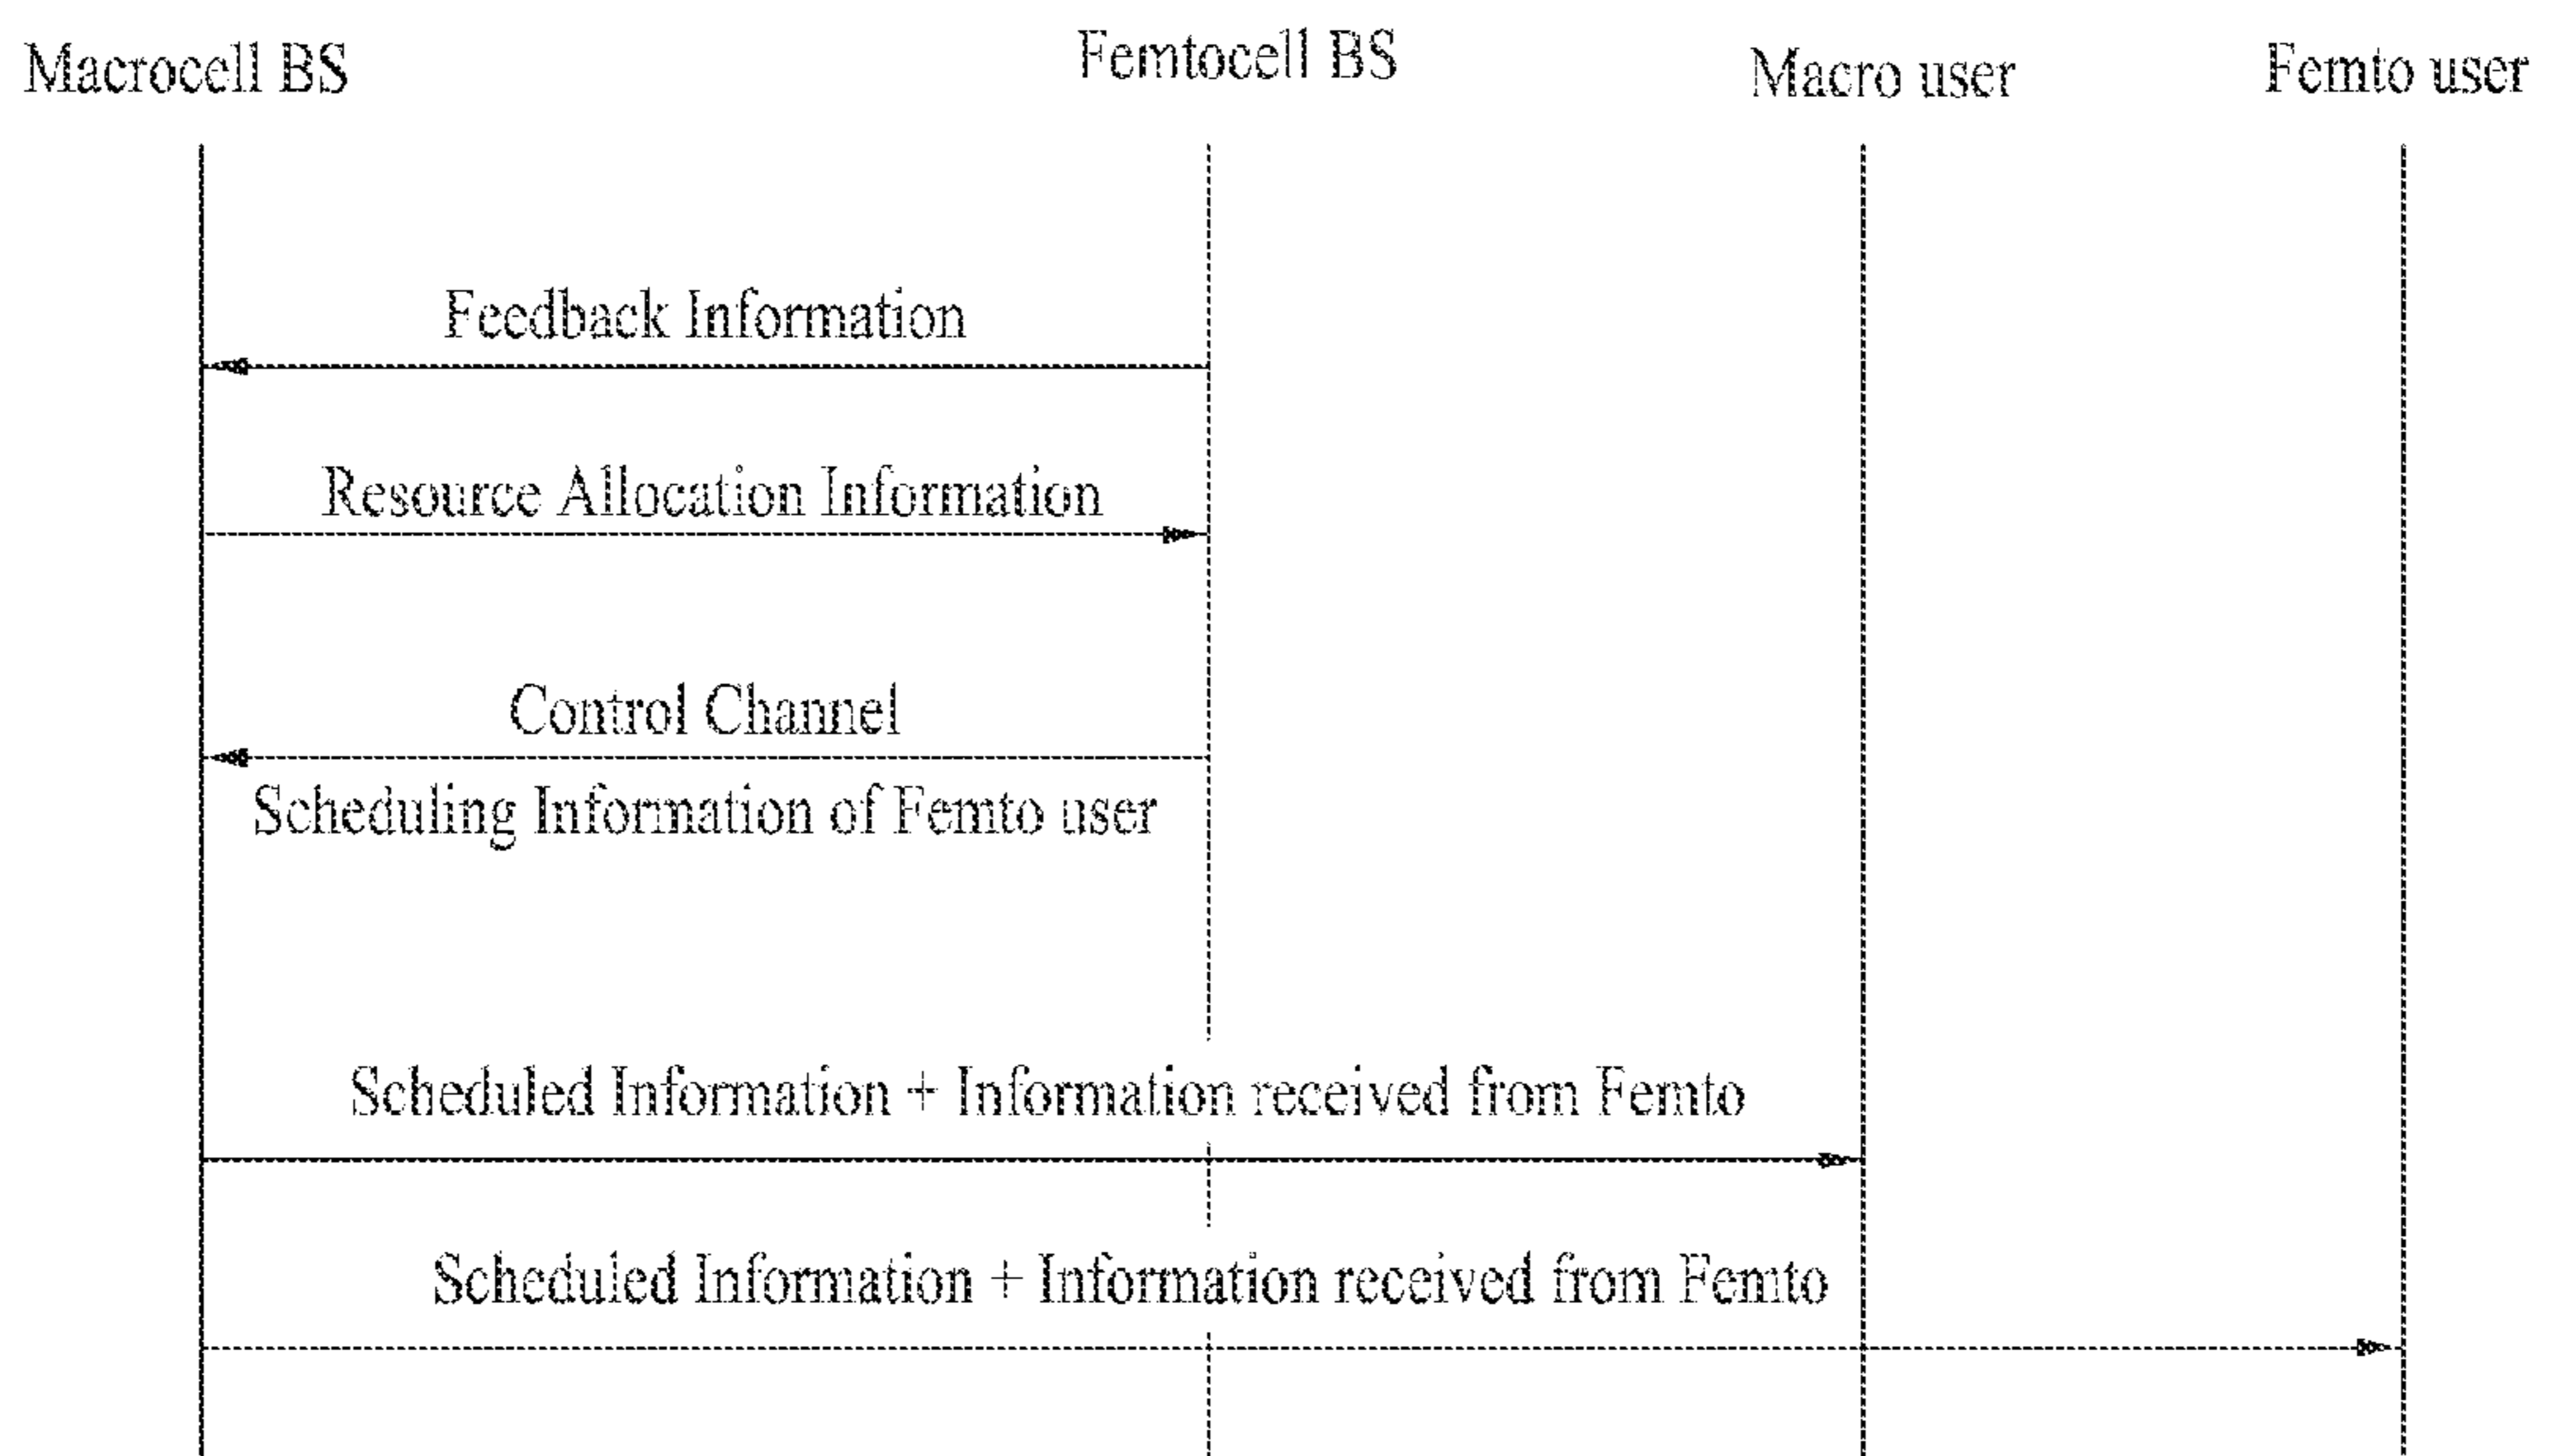 Macrocell BS
Femtocell BS
Macro user
Femto user
Feedback Information
Resource Allocation Information
Control Channel
Scheduling Information of Femto user
Scheduled Information + Information received from Femto
Scheduled Information + Information received from Femto